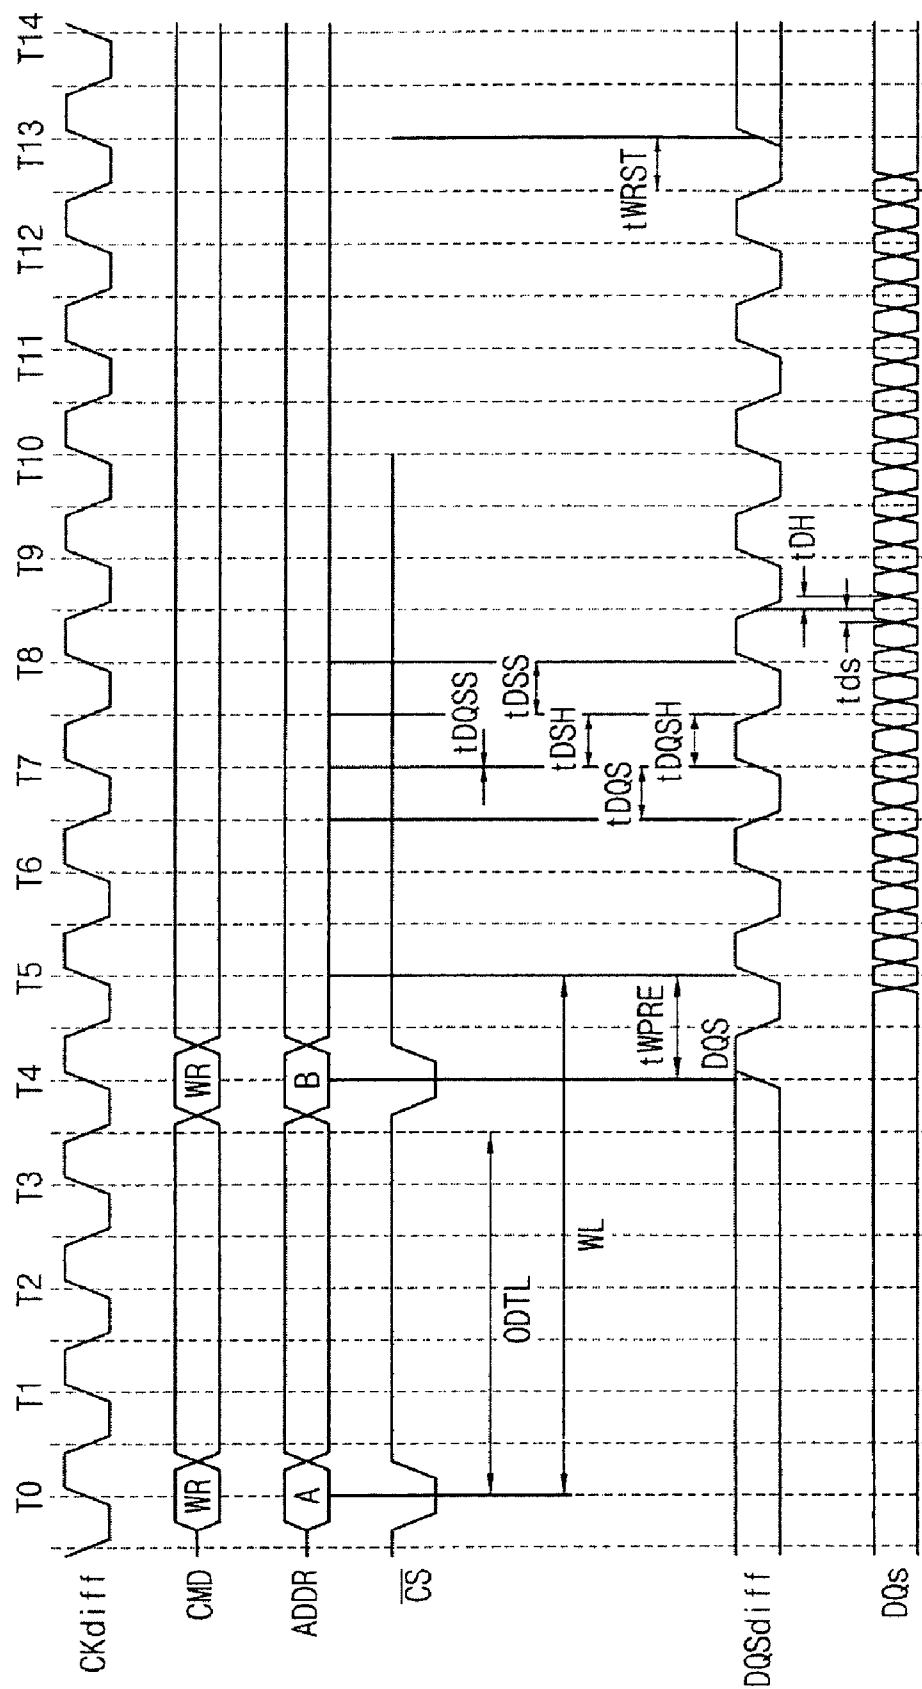 T0 T1 T2 T3 T4 T5 T6 T7 T8 T9 T10 T11 T12 T13 T14
CKdiff
CMD WR WR
ADDR A B
CS
tDQSS
ODTL
tDSS
WL
tDSH
tDQS
tWRST
tWPRE
tDQSH
DQS
DQSdiff
tDH
tds
DQs